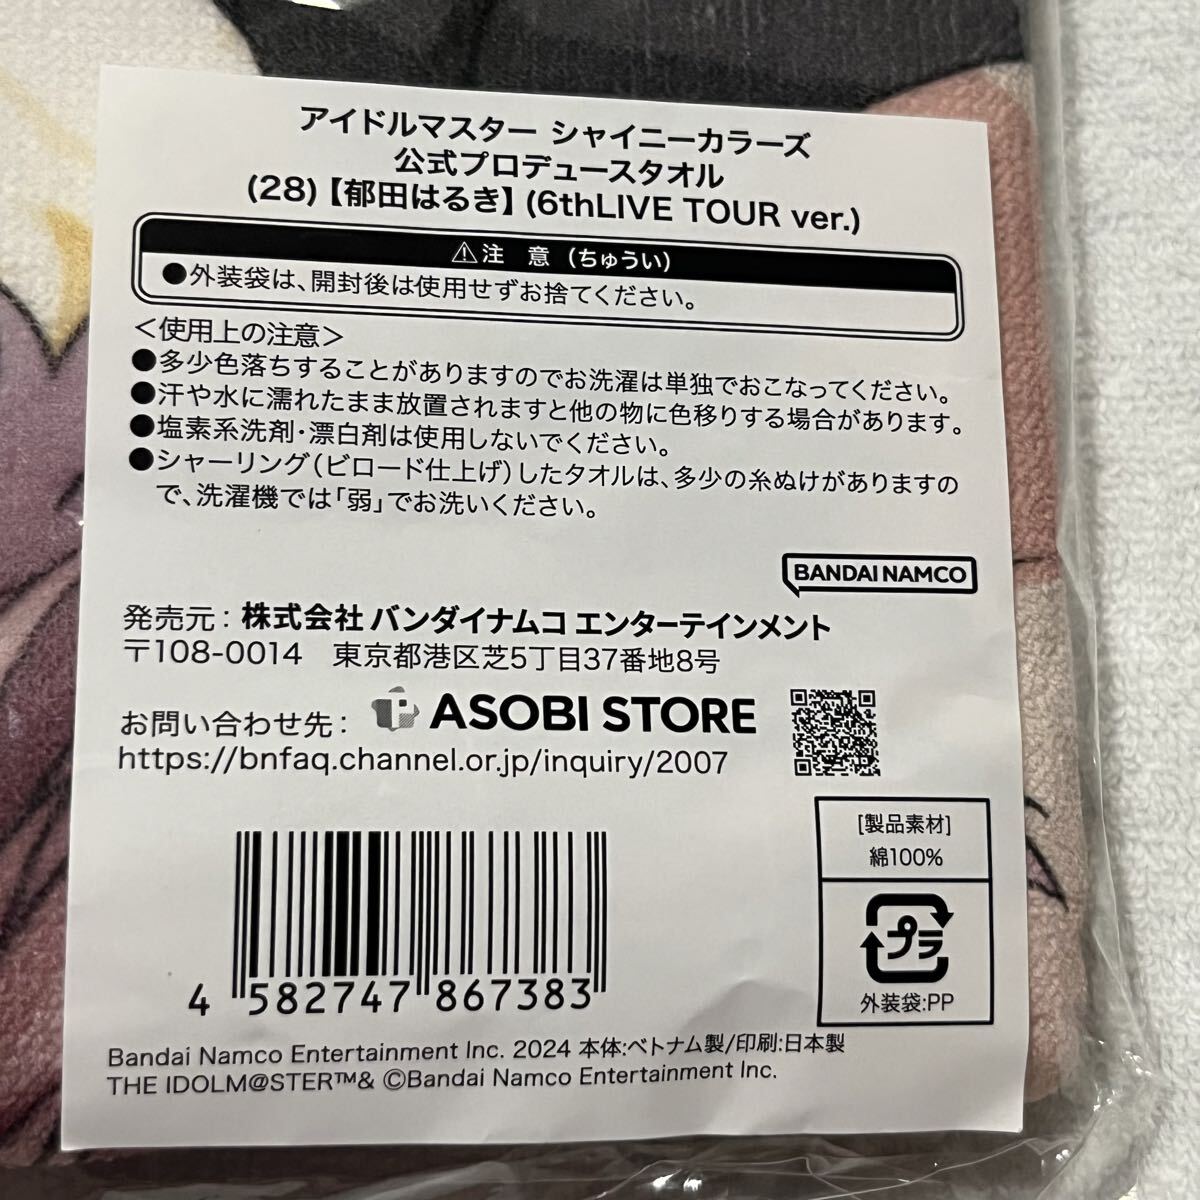 アイドルマスター シャイニーカラーズ
公式プロデュースタオル
(28)【郁田はるき】(6thLIVE TOUR ver.)
⚠注 意 (ちゅうい)
●外装袋は、開封後は使用せずお捨てください。
＜使用上の注意＞
●多少色落ちすることがありますのでお洗濯は単独でおこなってください。
●汗や水に濡れたまま放置されますと他の物に色移りする場合があります。
●塩素系洗剤・漂白剤は使用しないでください。
●シャーリング(ビロード仕上げ)したタオルは、多少の糸ぬけがありますの
で、洗濯機では「弱」でお洗いください。
BANDAI NAMCO
発売元: 株式会社 バンダイナムコ エンターテインメント
〒108-0014 東京都港区芝5丁目37番地8号
お問い合わせ先: ASOBI STORE
https://bnfaq.channel.or.jp/inquiry/2007
[製品素材]
綿100%
プラ
外装袋:PP
4 582747 867383
Bandai Namco Entertainment Inc. 2024 本体:ベトナム製/印刷:日本製
THE IDOLM@STER™& ©Bandai Namco Entertainment Inc.